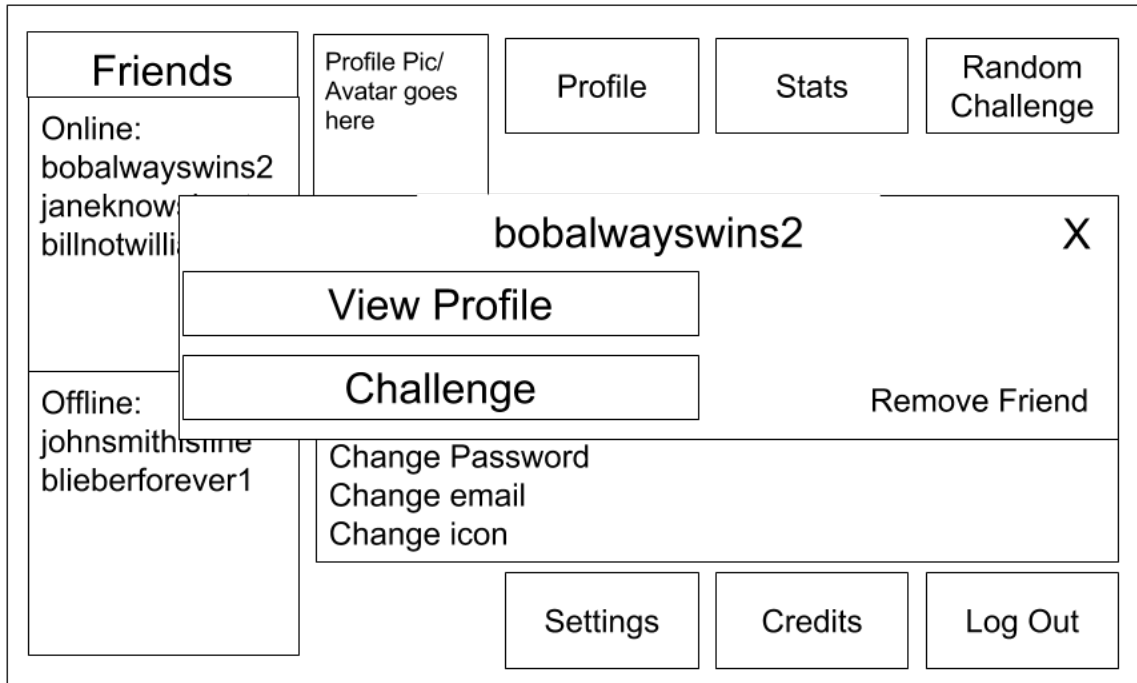 Friends
Online:
bobalwayswins2
billnotwilli
Offline:
blieberforever1
Profile Pic/
Avatar goes
here
Profile
Stats
Random
Challenge
bobalwayswins2
X
View Profile
Challenge
Remove Friend
Change Password
Change email
Change icon
Settings
Credits
Log Out